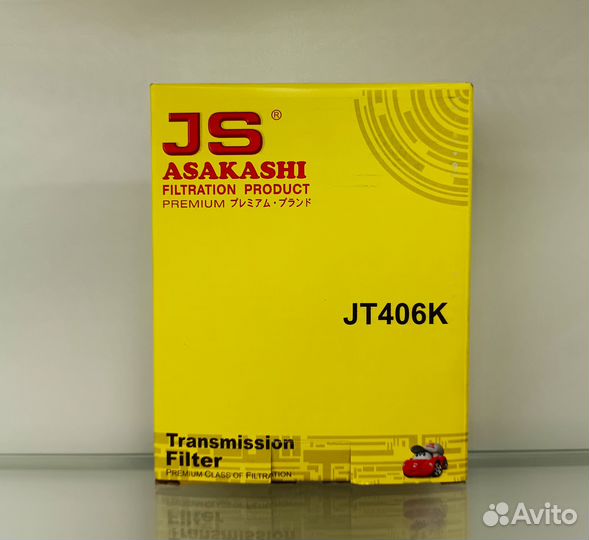 JS ®
ASAKASHI
FILTRATION PRODUCT
PREMIUM プレミアム・ブランド
JT406K
Transmission
Filter
PREMIUM CLASS OF FILTRATION
Avito